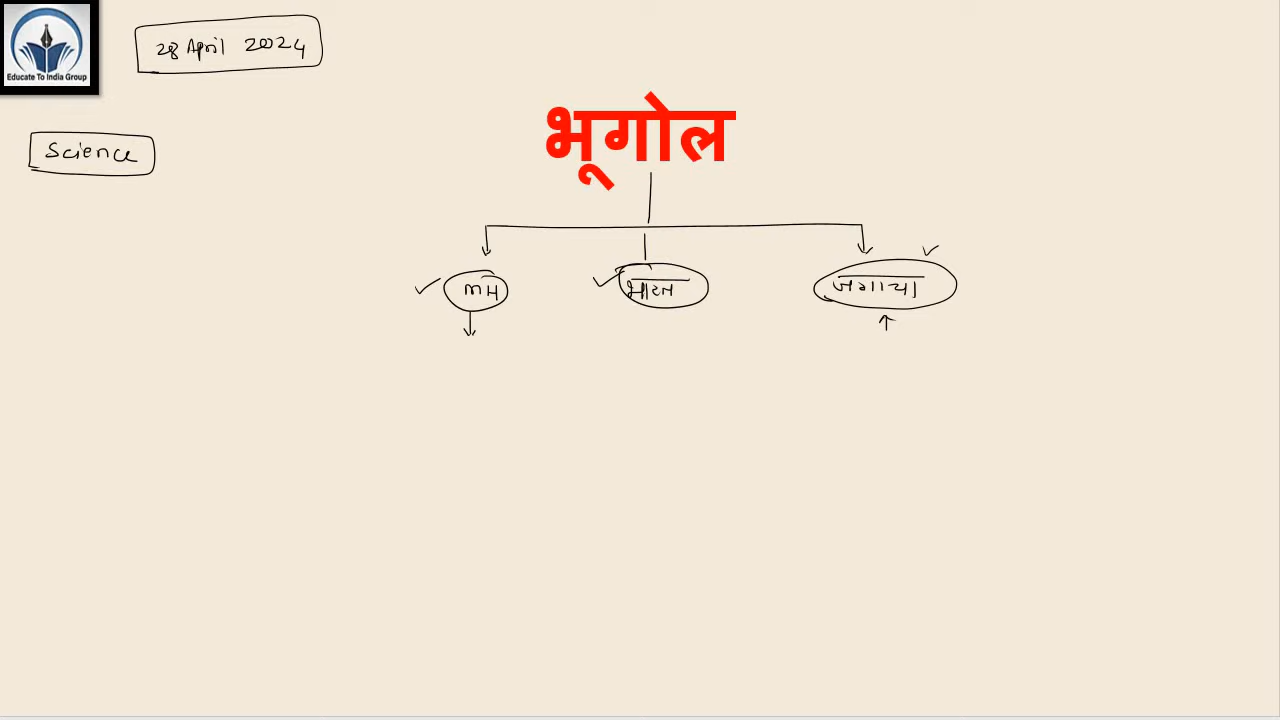 Educate To India Group
28 April 2024
भूगोल
Science
MH भारत जगाचा